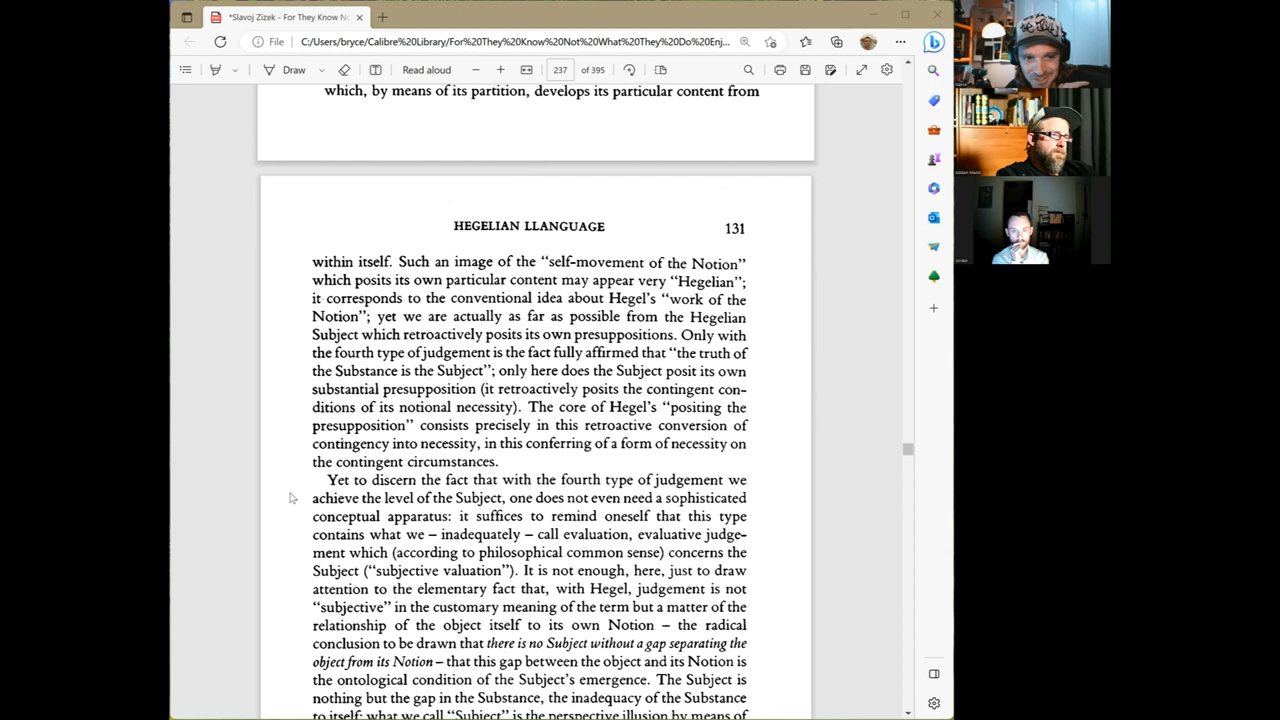 *Slavoj Zizek - For They Know No
File
C:/Users/bryce/Calibre%20Library/For%20They%20Know%20Not%20What%20They%20Do%20Enj...
Draw
Read aloud
237
of 395
which, by means of its partition, develops its particular content from
HEGELIAN LLANGUAGE
131
within itself. Such an image of the “self-movement of the Notion”
which posits its own particular content may appear very “Hegelian”;
it corresponds to the conventional idea about Hegel's “work of the
Notion”; yet we are actually as far as possible from the Hegelian
Subject which retroactively posits its own presuppositions. Only with
the fourth type of judgement is the fact fully affirmed that “the truth of
the Substance is the Subject”; only here does the Subject posit its own
substantial presupposition (it retroactively posits the contingent con-
ditions of its notional necessity). The core of Hegel's “positing the
presupposition” consists precisely in this retroactive conversion of
contingency into necessity, in this conferring of a form of necessity on
the contingent circumstances.
Yet to discern the fact that with the fourth type of judgement we
achieve the level of the Subject, one does not even need a sophisticated
conceptual apparatus: it suffices to remind oneself that this type
contains what we – inadequately – call evaluation, evaluative judge-
ment which (according to philosophical common sense) concerns the
Subject (“subjective valuation”). It is not enough, here, just to draw
attention to the elementary fact that, with Hegel, judgement is not
“subjective” in the customary meaning of the term but a matter of the
relationship of the object itself to its own Notion – the radical
conclusion to be drawn that there is no Subject without a gap separating the
object from its Notion – that this gap between the object and its Notion is
the ontological condition of the Subject's emergence. The Subject is
nothing but the gap in the Substance, the inadequacy of the Substance
to itself: what we call “Subject” is the perspective illusion by means of
Jordan